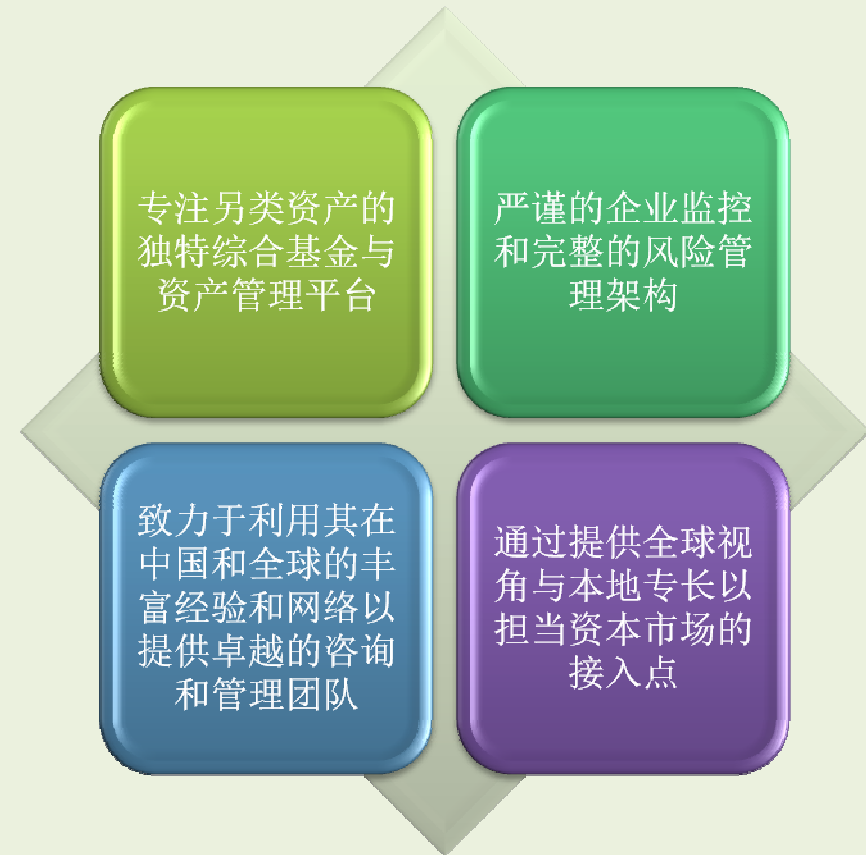 专注另类资产的
独特综合基金与
资产管理平台
严谨的企业监控
和完整的风险管
理架构
致力于利用其在
中国和全球的丰
富经验和网络以
提供卓越的咨询
和管理团队
通过提供全球视
角与本地专长以
担当资本市场的
接入点